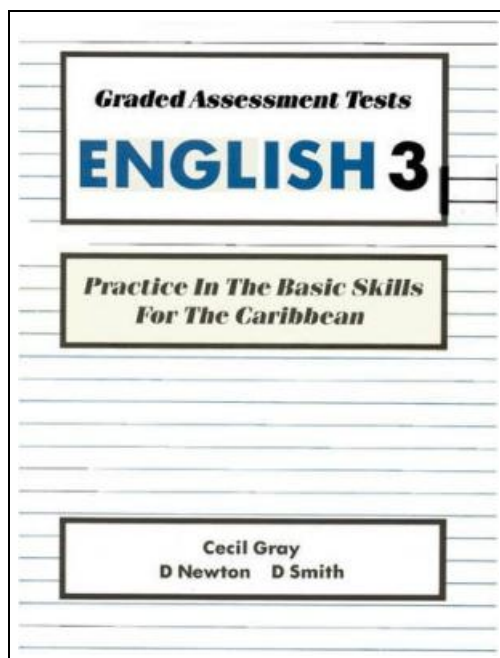 Graded Assessment Tests
ENGLISH 3
Practice In The Basic Skills
For The Caribbean
Cecil Gray
D Newton D Smith